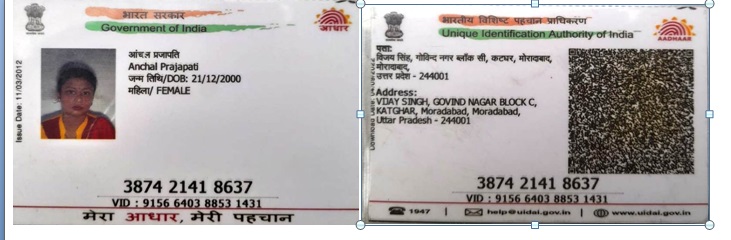 भारत सरकार
Government of India
आधार
Issue Date: 11/03/2012
आंचल प्रजापति
Anchal Prajapati
जन्म तिथि/DOB: 21/12/2000
महिला/ FEMALE
3874 2141 8637
VID : 9156 6403 8853 1431
मेरा आधार, मेरी पहचान
भारतीय विशिष्ट पहचान प्राधिकरण
Unique Identification Authority of India
AADHAAR
पता:
विजय सिंह, गोविन्द नगर ब्लॉक सी, कटघर, मोरादाबाद,
मोरादाबाद,
उत्तर प्रदेश - 244001
Address:
VIJAY SINGH, GOVIND NAGAR BLOCK C,
KATGHAR, Moradabad, Moradabad,
Uttar Pradesh - 244001
3874 2141 8637
VID : 9156 6403 8853 1431
1947 | help@uidai.gov.in | www.uidai.gov.in